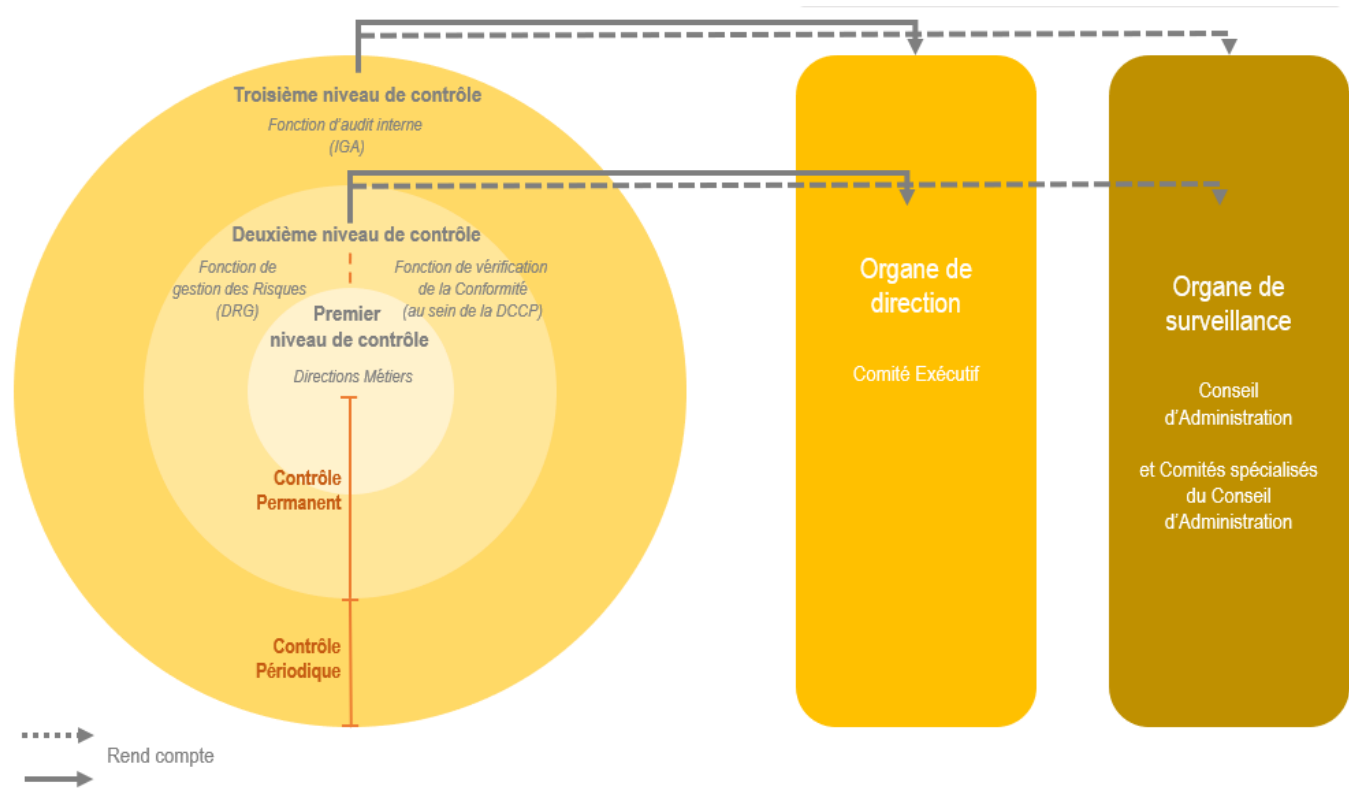 Troisième niveau de contrôle
Fonction d'audit interne
(IGA)
Deuxième niveau de contrôle
Fonction de
gestion des Risques
(DRG)
Fonction de vérification
de la Conformité
(au sein de la DCCP)
Premier
niveau de contrôle
Directions Métiers
Contrôle
Permanent
Contrôle
Périodique
Rend compte
Organe de
direction
Comité Exécutif
Organe de
surveillance
Conseil
d'Administration
et Comités spécialisés
du Conseil
d'Administration